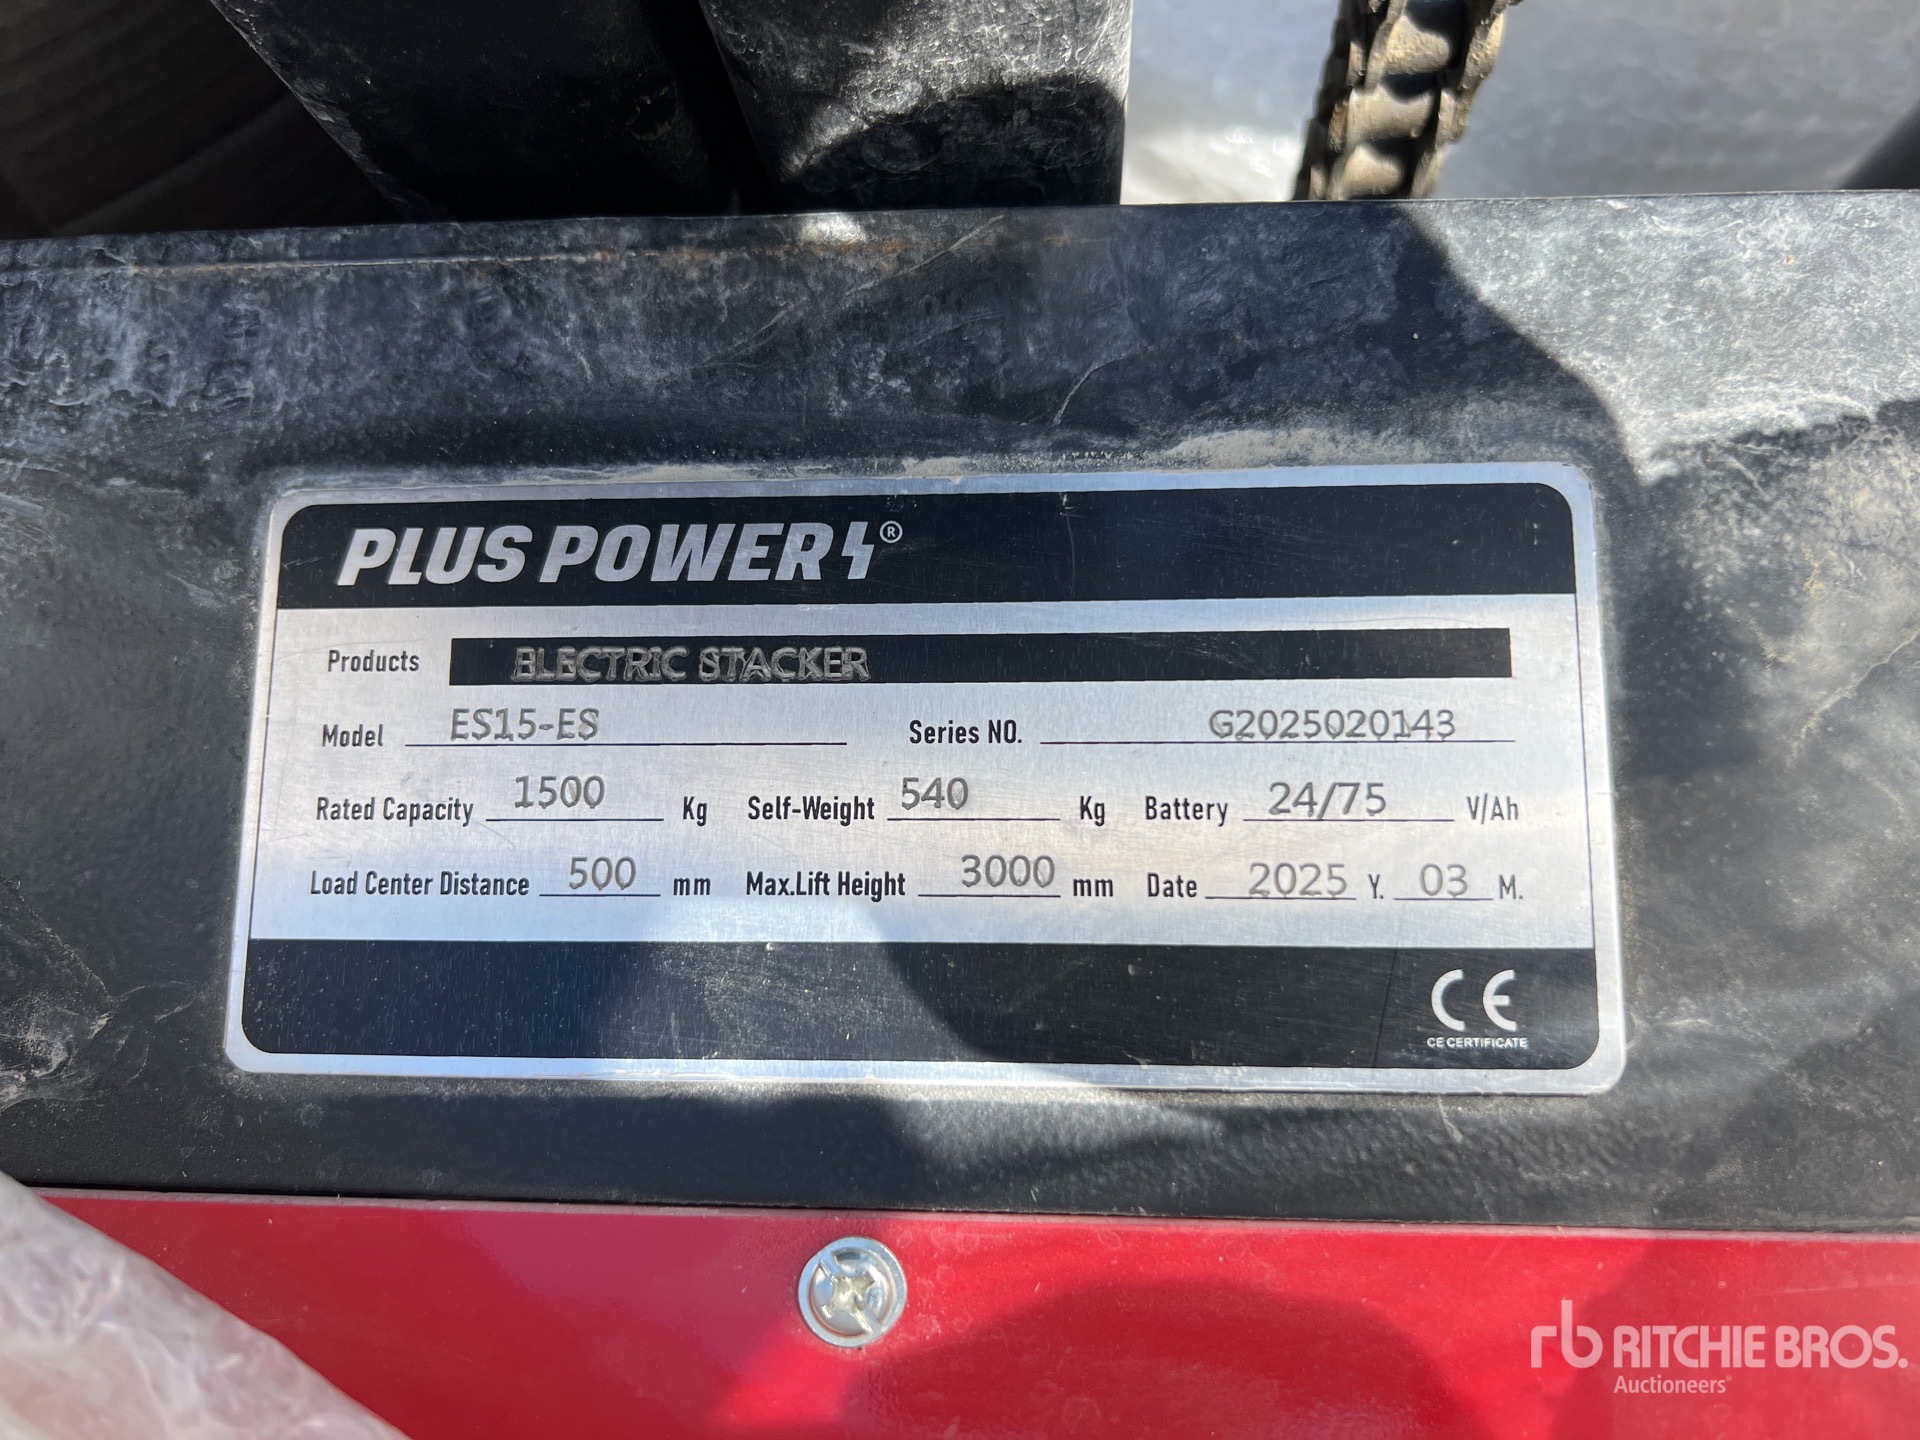 PLUS POWER®
Products ELECTRIC STACKER
Model ES15-ES Series NO. G2025020143
Rated Capacity 1500 Kg Self-Weight 540 Kg Battery 24/75 V/Ah
Load Center Distance 500 mm Max.Lift Height 3000 mm Date 2025 Y. 03 M.
CE
CE CERTIFICATE
rb RITCHIE BROS.
Auctioneers